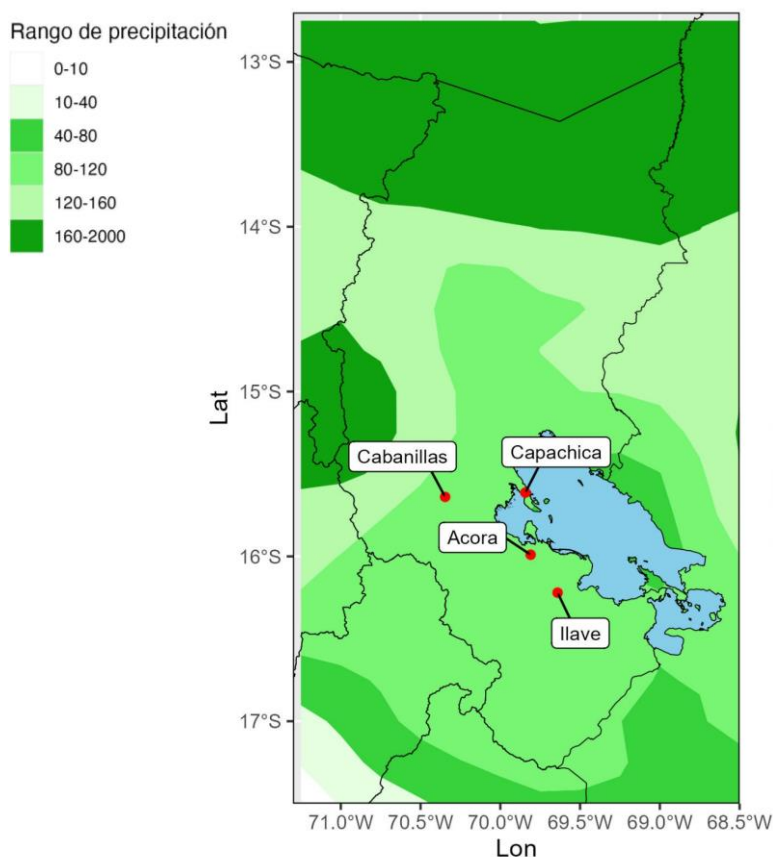 Rango de precipitación
0-10
10-40
40-80
80-120
120-160
160-2000
Lat
13°S
14°S
15°S
16°S
17°S
Cabanillas
Capachica
Acora
Ilave
71.0°W 70.5°W 70.0°W 69.5°W 69.0°W 68.5°W
Lon